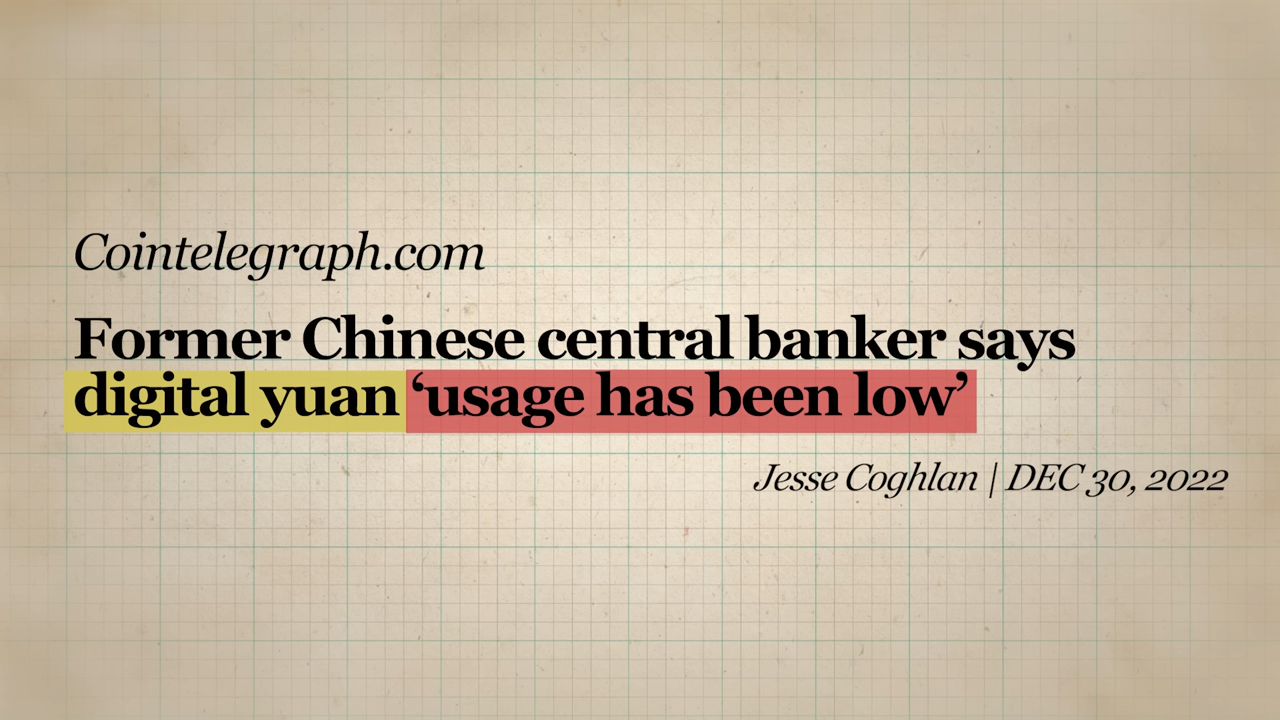 Cointelegraph.com
Former Chinese central banker says
digital yuan ‘usage has been low’
Jesse Coghlan | DEC 30, 2022